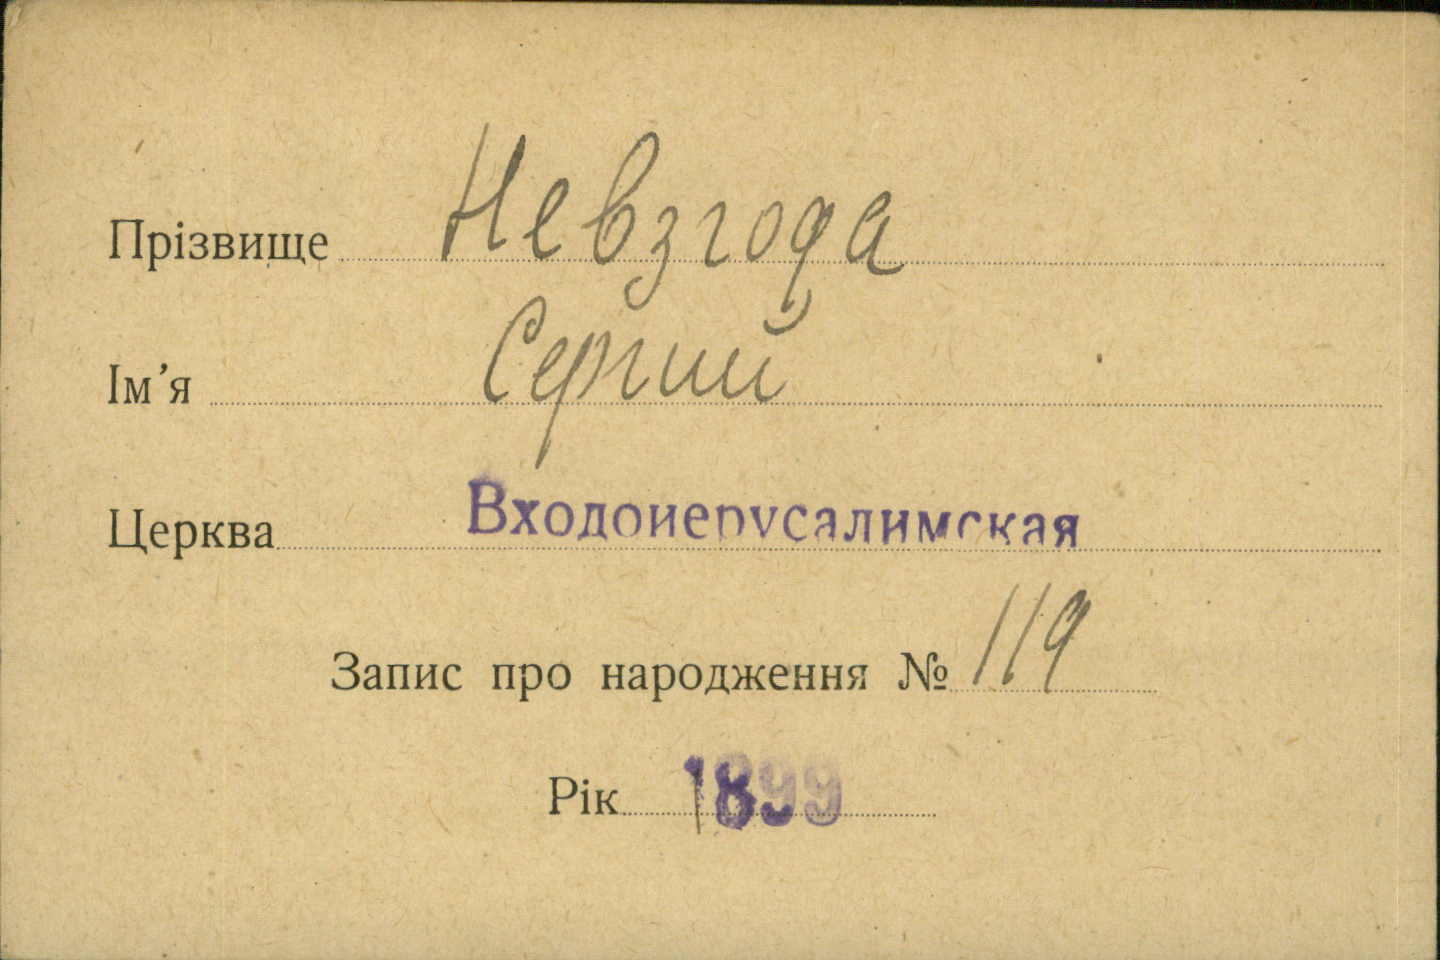 Прізвище Невзгода
Ім'я Сергий
Церква Входоиерусалимская
Запис про народження № 119
Рік 1899